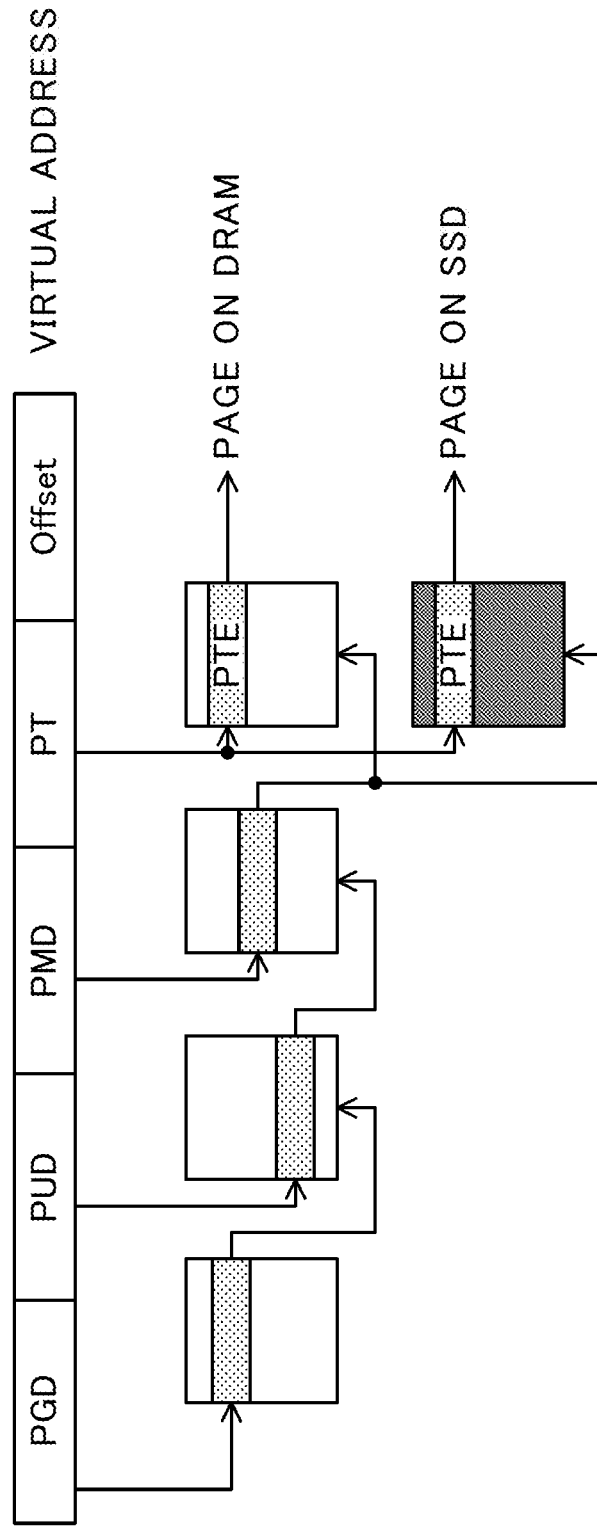 VIRTUAL ADDRESS
PGD PUD PMD PT Offset
PTE
PAGE ON DRAM
PTE
PAGE ON SSD